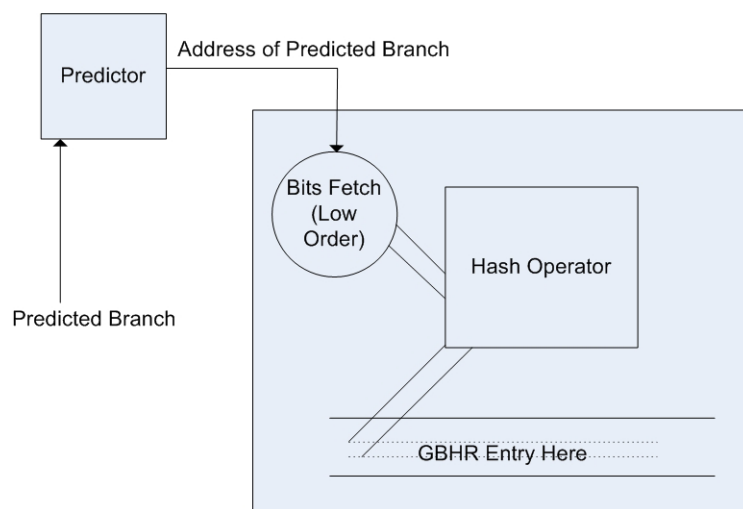 Address of Predicted Branch
Predictor
Bits Fetch
(Low
Order)
Hash Operator
Predicted Branch
GBHR Entry Here